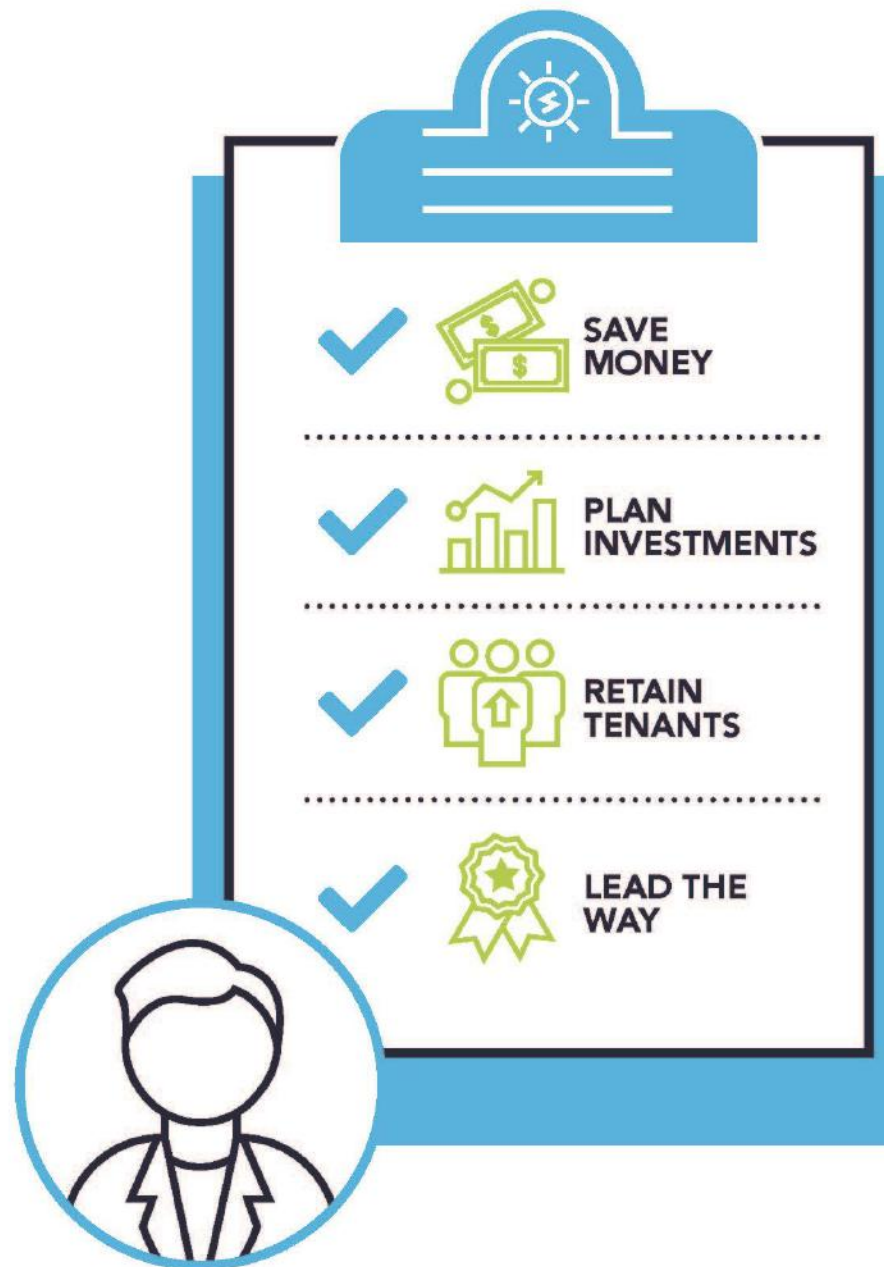 SAVE
MONEY
PLAN
INVESTMENTS
RETAIN
TENANTS
LEAD THE
WAY